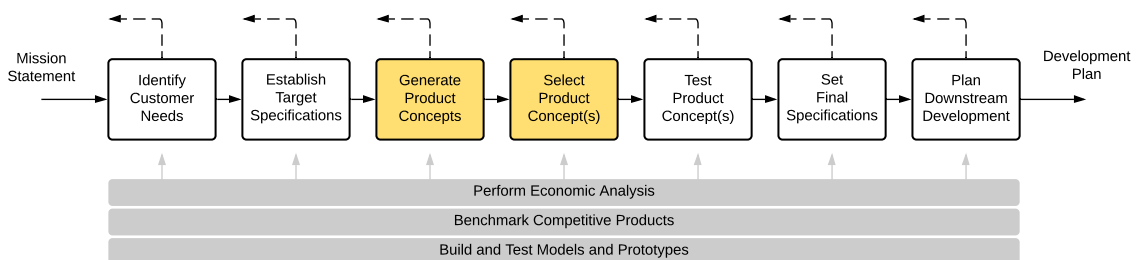 Mission
Statement
Identify
Customer
Needs
Establish
Target
Specifications
Generate
Product
Concepts
Select
Product
Concept(s)
Test
Product
Concept(s)
Set
Final
Specifications
Plan
Downstream
Development
Development
Plan
Perform Economic Analysis
Benchmark Competitive Products
Build and Test Models and Prototypes